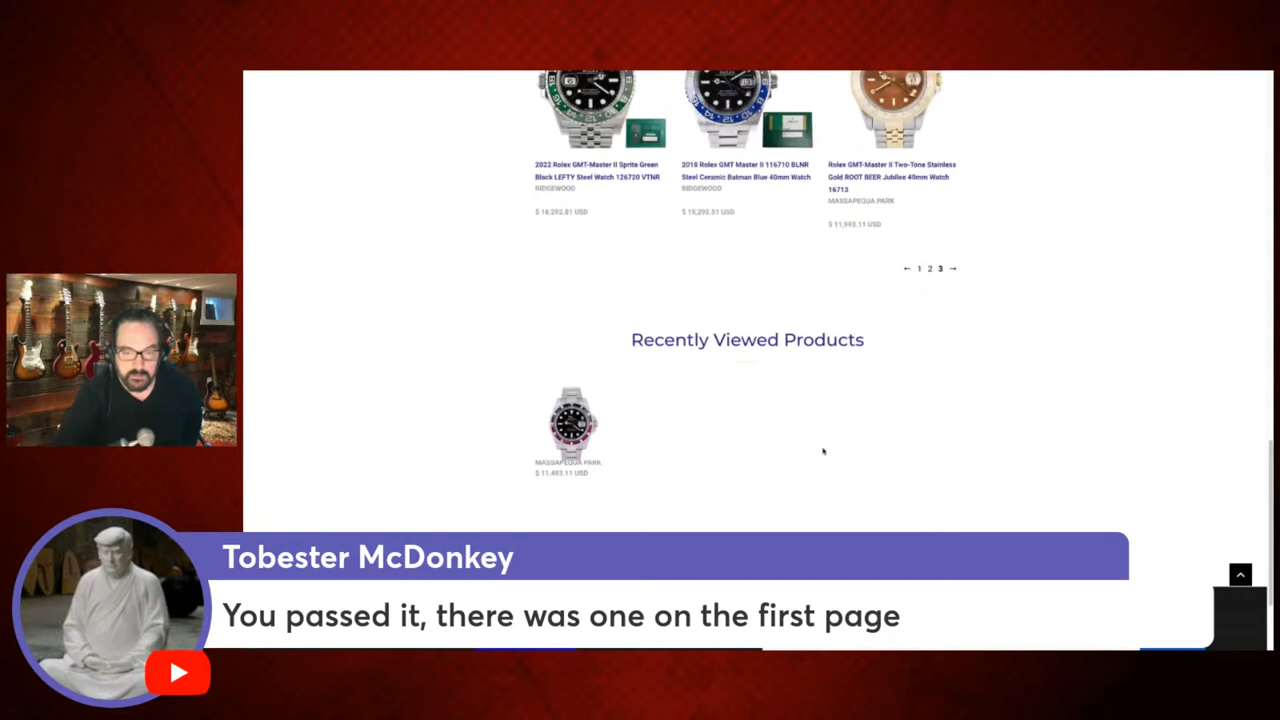 2022 Rolex GMT-Master II Sprite Green
Black LEFTY Steel Watch 126720 VTNR
RIDGEWOOD
$ 18,292.81 USD
2018 Rolex GMT Master II 116710 BLNR
Steel Ceramic Batman Blue 40mm Watch
RIDGEWOOD
$ 15,293.51 USD
Rolex GMT-Master II Two-Tone Stainless
Gold ROOT BEER Jubilee 40mm Watch
16713
MASSAPEQUA PARK
$ 11,993.11 USD
← 1 2 3 →
Recently Viewed Products
MASSAPEQUA PARK
$ 11,493.11 USD
Tobester McDonkey
You passed it, there was one on the first page